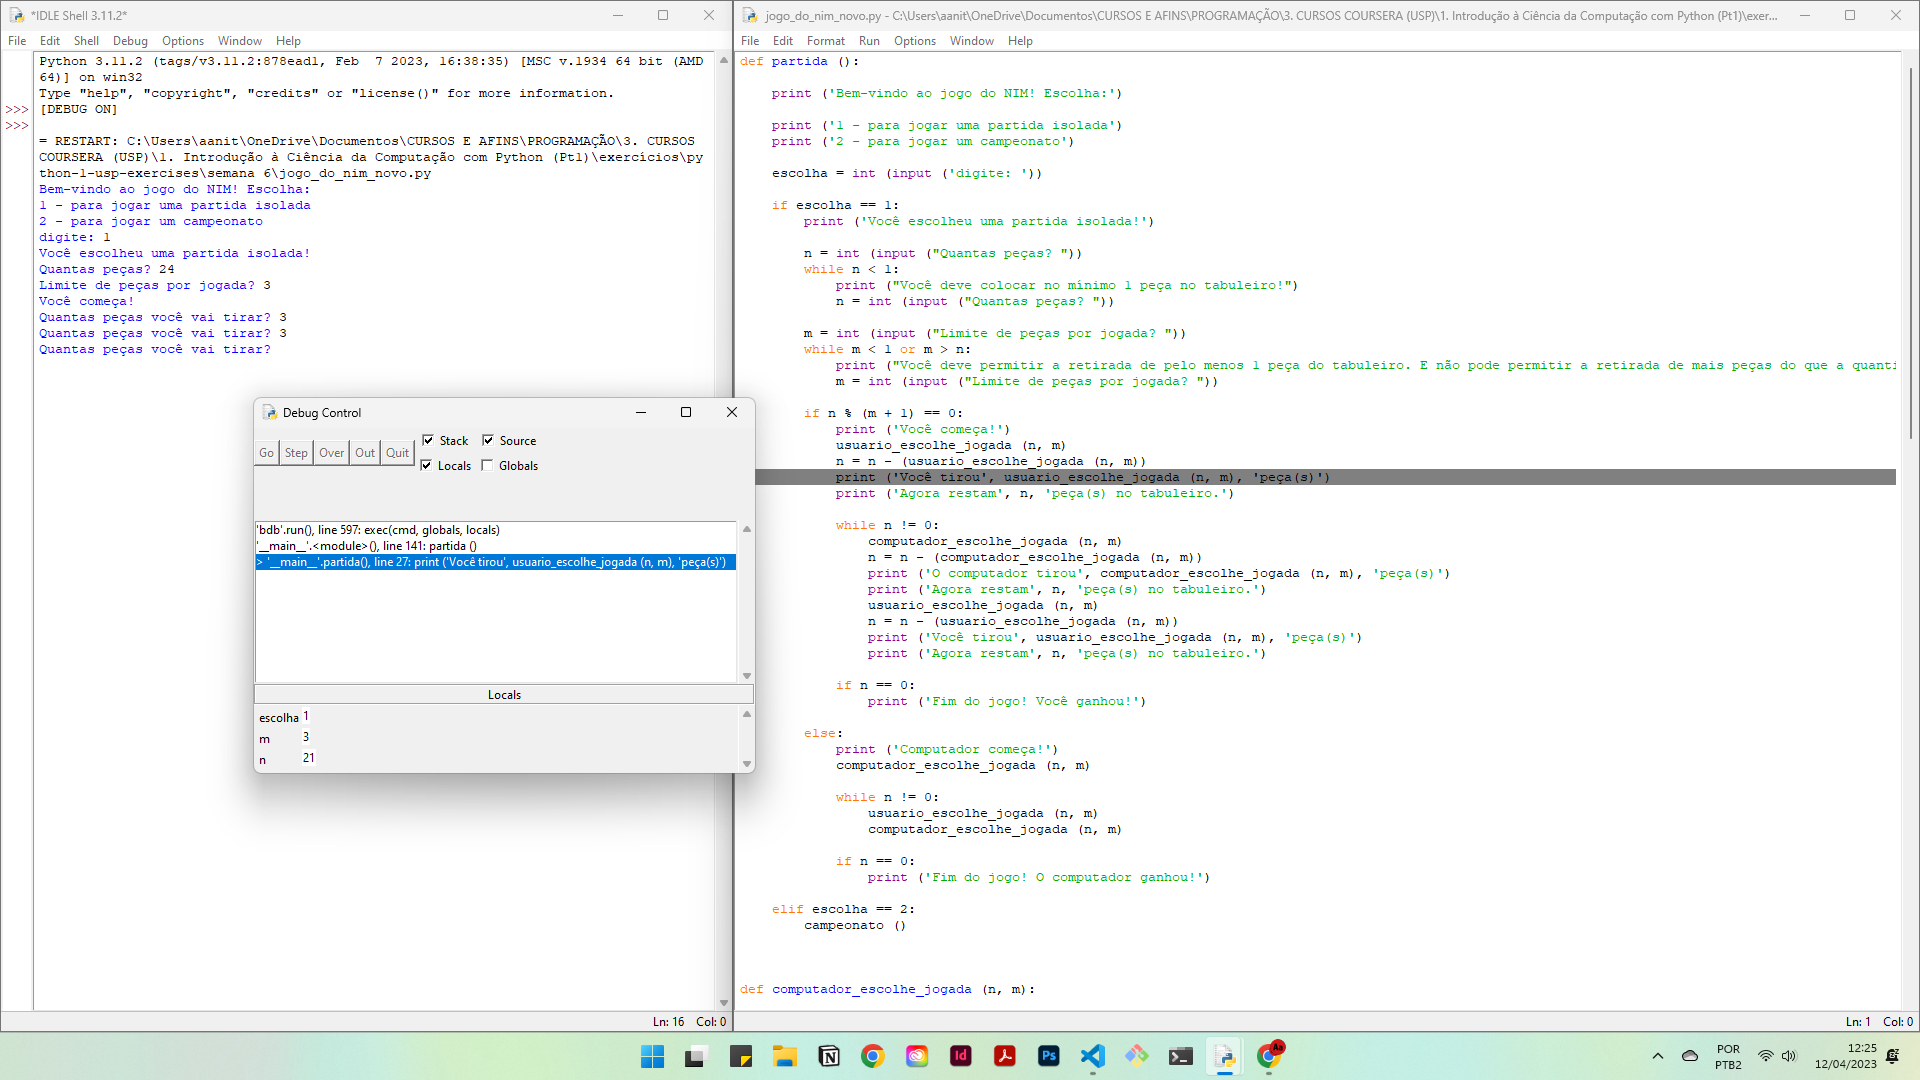 *IDLE Shell 3.11.2*
File Edit Shell Debug Options Window Help
Python 3.11.2 (tags/v3.11.2:878ead1, Feb  7 2023, 16:38:35) [MSC v.1934 64 bit (AMD
64)] on win32
Type "help", "copyright", "credits" or "license()" for more information.
>>> [DEBUG ON]
>>>
= RESTART: C:\Users\aanit\OneDrive\Documentos\CURSOS E AFINS\PROGRAMAÇÃO\3. CURSOS
COURSERA (USP)\1. Introdução à Ciência da Computação com Python (Pt1)\exercícios\py
thon-1-usp-exercises\semana 6\jogo_do_nim_novo.py
Bem-vindo ao jogo do NIM! Escolha:
1 - para jogar uma partida isolada
2 - para jogar um campeonato
digite: 1
Você escolheu uma partida isolada!
Quantas peças? 24
Limite de peças por jogada? 3
Você começa!
Quantas peças você vai tirar? 3
Quantas peças você vai tirar? 3
Quantas peças você vai tirar?
Ln: 16 Col: 0
Debug Control
Go Step Over Out Quit
Stack Source
Locals Globals
'bdb'.run(), line 597: exec(cmd, globals, locals)
'__main__'.<module>(), line 141: partida ()
> '__main__'.partida(), line 27: print ('Você tirou', usuario_escolhe_jogada (n, m), 'peça(s)')
Locals
escolha 1
m 3
n 21
jogo_do_nim_novo.py - C:\Users\aanit\OneDrive\Documentos\CURSOS E AFINS\PROGRAMAÇÃO\3. CURSOS COURSERA (USP)\1. Introdução à Ciência da Computação com Python (Pt1)\exer...
File Edit Format Run Options Window Help
def partida ():
    print ('Bem-vindo ao jogo do NIM! Escolha:')
    print ('1 - para jogar uma partida isolada')
    print ('2 - para jogar um campeonato')
    escolha = int (input ('digite: '))
    if escolha == 1:
        print ('Você escolheu uma partida isolada!')
        n = int (input ("Quantas peças? "))
        while n < 1:
            print ("Você deve colocar no mínimo 1 peça no tabuleiro!")
            n = int (input ("Quantas peças? "))
        m = int (input ("Limite de peças por jogada? "))
        while m < 1 or m > n:
            print ("Você deve permitir a retirada de pelo menos 1 peça do tabuleiro. E não pode permitir a retirada de mais peças do que a quanti
            m = int (input ("Limite de peças por jogada? "))
        if n % (m + 1) == 0:
            print ('Você começa!')
            usuario_escolhe_jogada (n, m)
            n = n - (usuario_escolhe_jogada (n, m))
            print ('Você tirou', usuario_escolhe_jogada (n, m), 'peça(s)')
            print ('Agora restam', n, 'peça(s) no tabuleiro.')
            while n != 0:
                computador_escolhe_jogada (n, m)
                n = n - (computador_escolhe_jogada (n, m))
                print ('O computador tirou', computador_escolhe_jogada (n, m), 'peça(s)')
                print ('Agora restam', n, 'peça(s) no tabuleiro.')
                usuario_escolhe_jogada (n, m)
                n = n - (usuario_escolhe_jogada (n, m))
                print ('Você tirou', usuario_escolhe_jogada (n, m), 'peça(s)')
                print ('Agora restam', n, 'peça(s) no tabuleiro.')
            if n == 0:
                print ('Fim do jogo! Você ganhou!')
        else:
            print ('Computador começa!')
            computador_escolhe_jogada (n, m)
            while n != 0:
                usuario_escolhe_jogada (n, m)
                computador_escolhe_jogada (n, m)
            if n == 0:
                print ('Fim do jogo! O computador ganhou!')
    elif escolha == 2:
        campeonato ()
def computador_escolhe_jogada (n, m):
Ln: 1 Col: 0
Id
Ps
Aa
POR
PTB2
12:25
12/04/2023